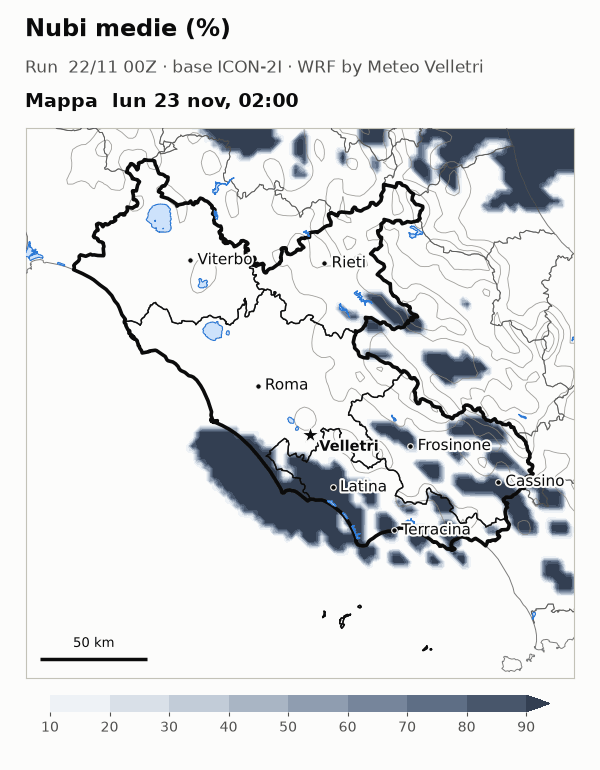 Nubi medie (%)
Run  22/11 00Z · base ICON-2I · WRF by Meteo Velletri
Mappa  lun 23 nov, 02:00
Viterbo
Rieti
Roma
Velletri
Frosinone
Cassino
Latina
Terracina
50 km
10 20 30 40 50 60 70 80 90